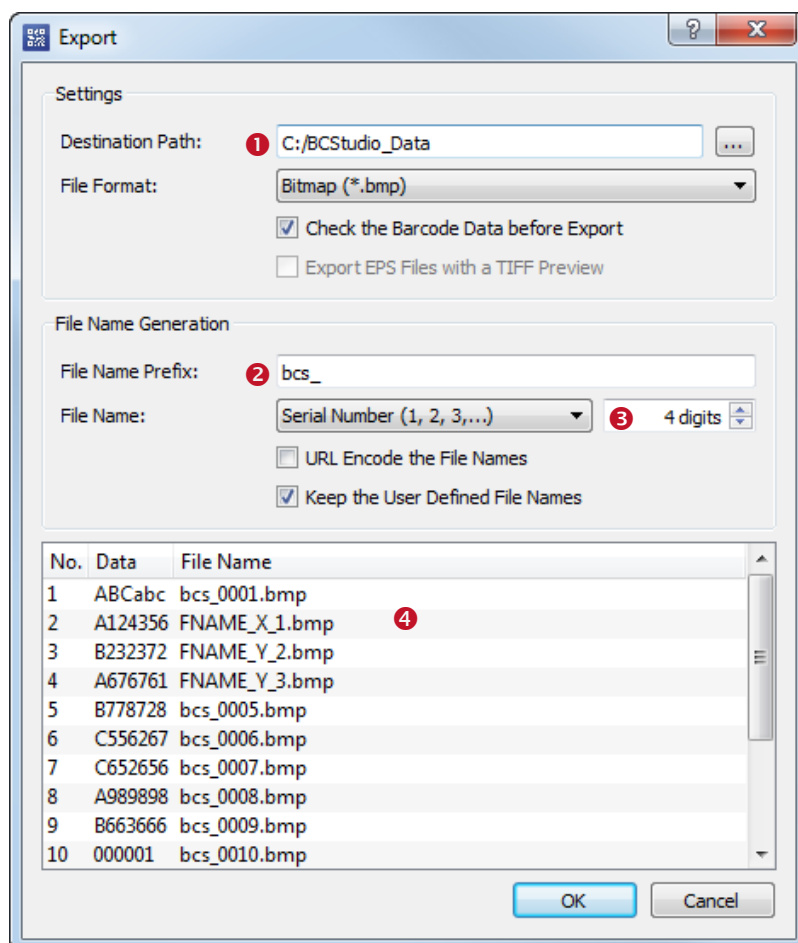 Export
Settings
Destination Path: ❶ C:/BCStudio_Data ...
File Format: Bitmap (*.bmp)
Check the Barcode Data before Export
Export EPS Files with a TIFF Preview
File Name Generation
File Name Prefix: ❷ bcs_
File Name: Serial Number (1, 2, 3,...) ❸ 4 digits
URL Encode the File Names
Keep the User Defined File Names
No. Data File Name
1 ABCabc bcs_0001.bmp
2 A124356 FNAME_X_1.bmp ❹
3 B232372 FNAME_Y_2.bmp
4 A676761 FNAME_Y_3.bmp
5 B778728 bcs_0005.bmp
6 C556267 bcs_0006.bmp
7 C652656 bcs_0007.bmp
8 A989898 bcs_0008.bmp
9 B663666 bcs_0009.bmp
10 000001 bcs_0010.bmp
OK Cancel